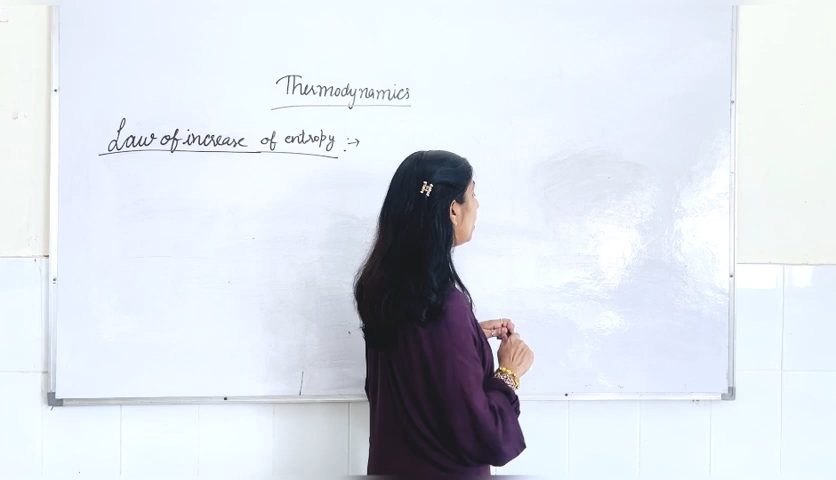 Thermodynamics
Law of increase of entropy :→